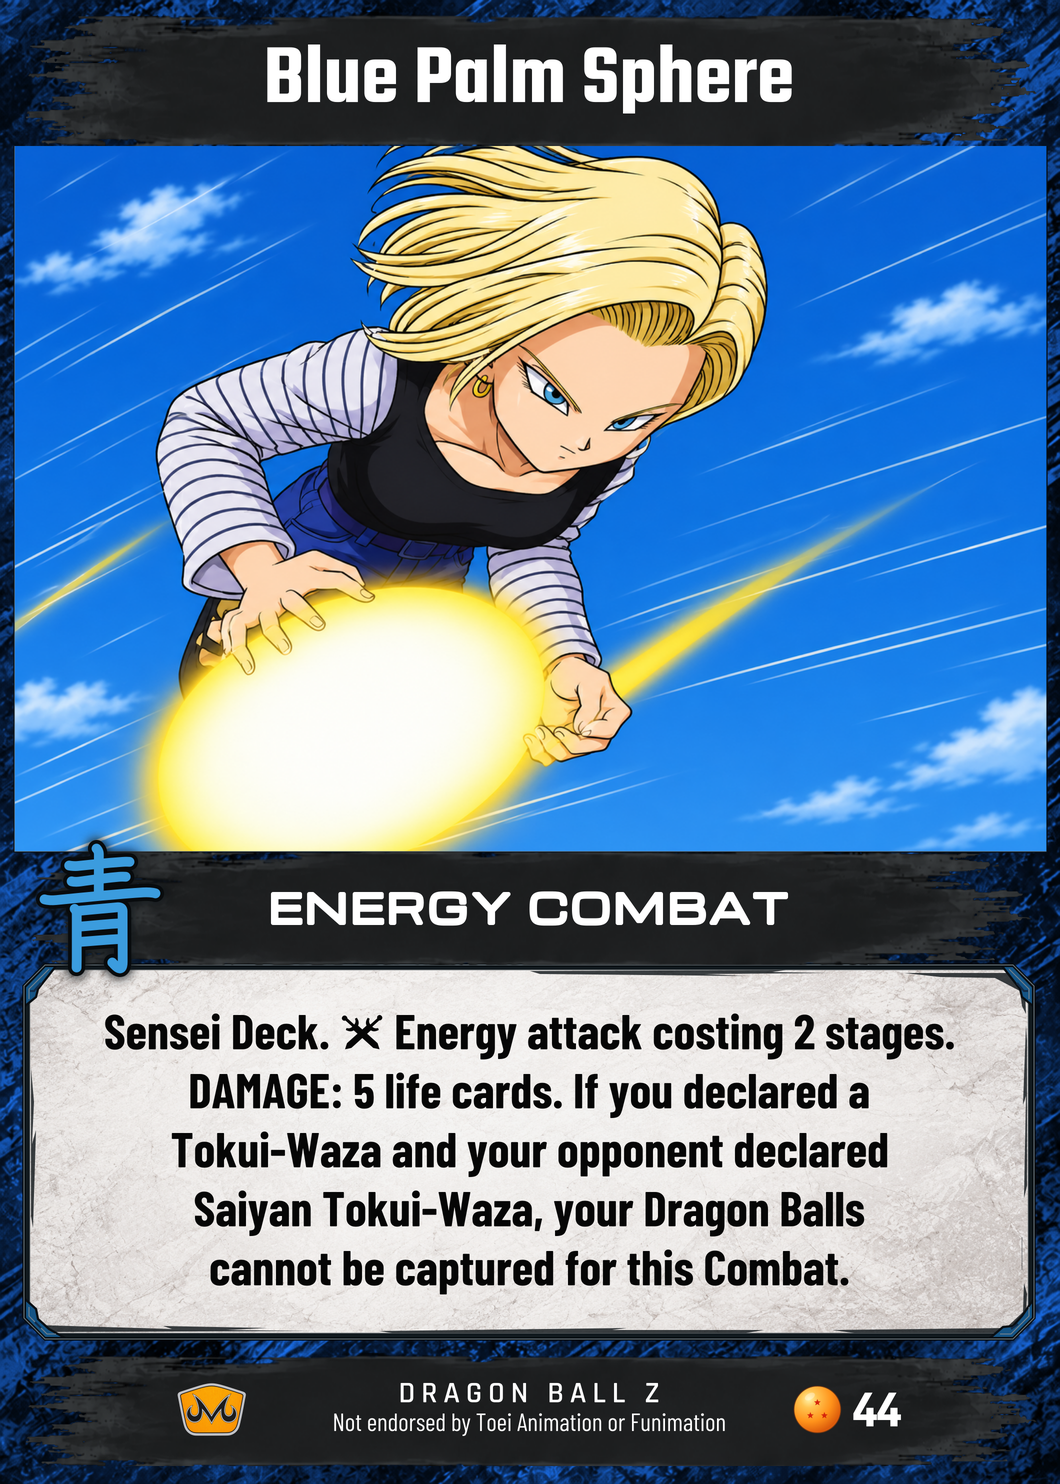 Blue Palm Sphere
青
ENERGY COMBAT
Sensei Deck. Energy attack costing 2 stages.
DAMAGE: 5 life cards. If you declared a
Tokui-Waza and your opponent declared
Saiyan Tokui-Waza, your Dragon Balls
cannot be captured for this Combat.
DRAGON BALL Z
Not endorsed by Toei Animation or Funimation
44